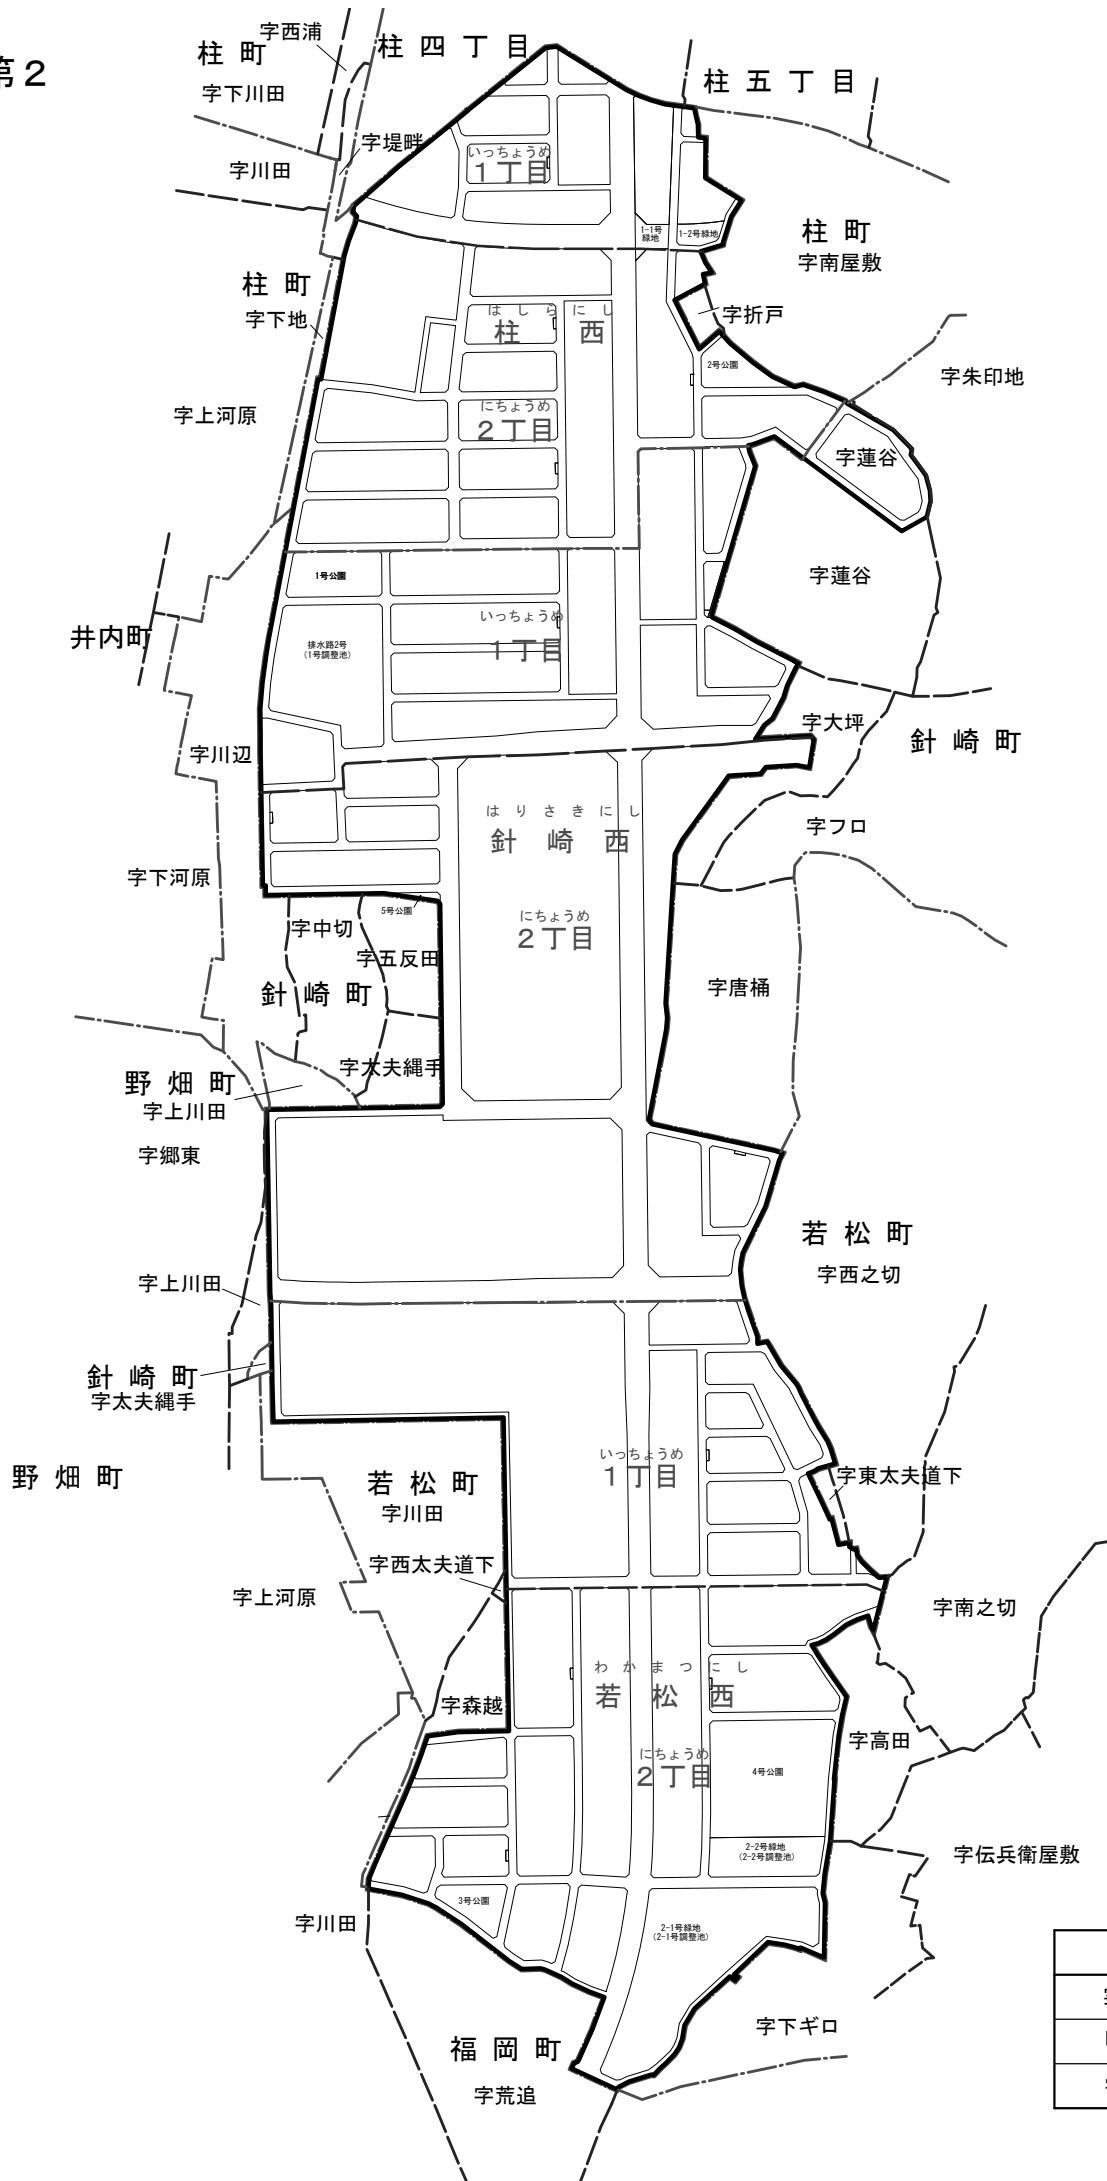 第２
字西浦
柱町
柱四丁目
柱五丁目
字下川田
字堤畔
字川田
いっちょうめ
１丁目
1-1号
緑地
1-2号緑地
柱町
字南屋敷
柱町
字下地
字折戸
はしらにし
柱西
2号公園
字朱印地
字上河原
にちょうめ
２丁目
字蓮谷
字蓮谷
1号公園
いっちょうめ
１丁目
井内町
排水路2号
(1号調整池)
字大坪
針崎町
字川辺
はりさきにし
針崎西
字フロ
字下河原
5号公園
にちょうめ
２丁目
字中切
字五反田
字唐桶
針崎町
字太夫縄手
野畑町
字上川田
字郷東
若松町
字西之切
字上川田
針崎町
字太夫縄手
いっちょうめ
１丁目
字東太夫道下
野畑町
若松町
字川田
字西太夫道下
字上河原
字南之切
わかまつにし
若松西
字森越
字高田
にちょうめ
２丁目
4号公園
2-2号緑地
(2-2号調整池)
字伝兵衛屋敷
3号公園
字川田
2-1号緑地
(2-1号調整池)
字下ギロ
福岡町
字荒追